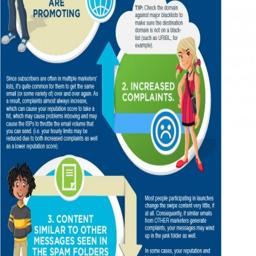 ARE
PROMOTING
TIP: Check the domain
against major blacklists to
make sure the destination
domain is not on a black-
list (such as URIBL, for
example).
Since subscribers are often in multiple marketers'
lists, it's quite common for them to get the same
email (or some variety of) over and over again. As
a result, complaints almost always increase,
which can cause your reputation score to take a
hit, which may cause problems inboxing and may
cause the ISPs to throttle the email volume that
you can send. (i.e. your hourly limits may be
reduced due to both increased complaints as well
as a lower reputation score).
2. INCREASED
COMPLAINTS.
3. CONTENT
SIMILAR TO OTHER
MESSAGES SEEN IN
THE SPAM FOLDERS
Most people participating in launches
change the swipe content very little, if
at all. Consequently, if similar emails
from OTHER marketers generate
complaints, your messages may wind
up in the junk folder as well.
In some cases, your reputation and